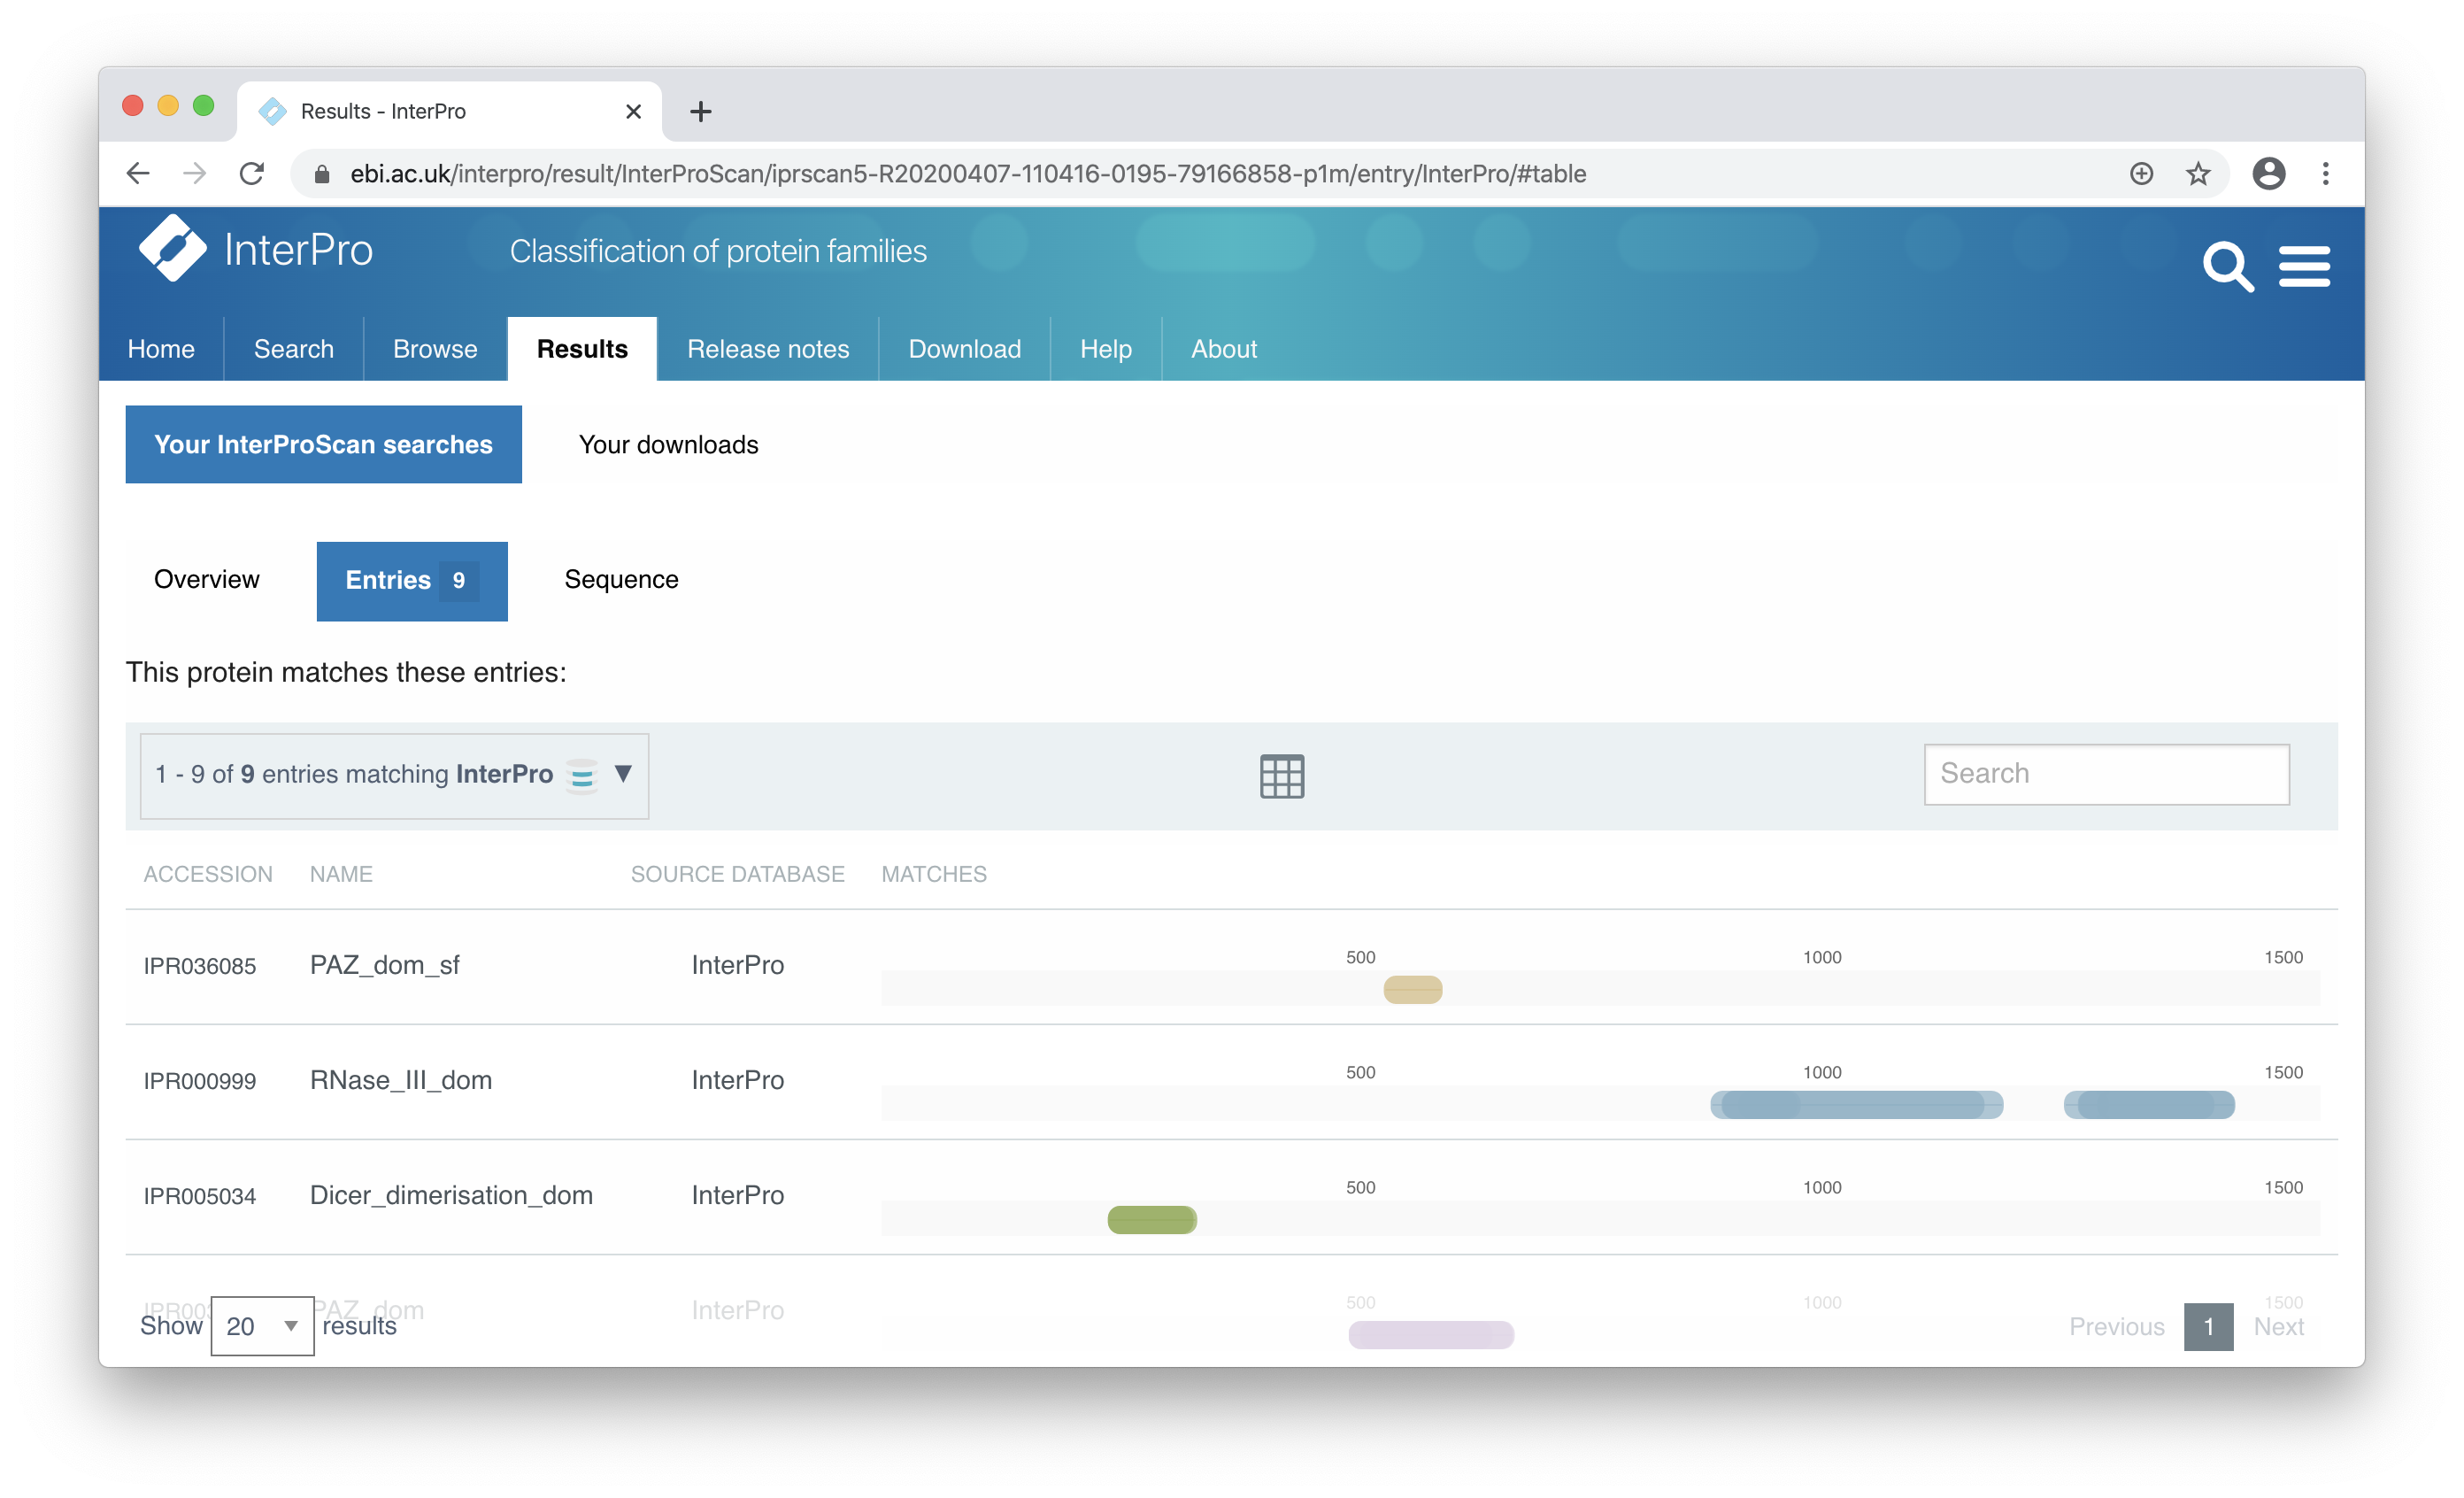 Results - InterPro
ebi.ac.uk/interpro/result/InterProScan/iprscan5-R20200407-110416-0195-79166858-p1m/entry/InterPro/#table
InterPro Classification of protein families
Home Search Browse Results Release notes Download Help About
Your InterProScan searches Your downloads
Overview Entries 9 Sequence
This protein matches these entries:
1 - 9 of 9 entries matching InterPro Search
ACCESSION NAME SOURCE DATABASE MATCHES
500 1000 1500
IPR036085 PAZ_dom_sf InterPro
500 1000 1500
IPR000999 RNase_III_dom InterPro
500 1000 1500
IPR005034 Dicer_dimerisation_dom InterPro
500 1000 1500
PAZ_dom InterPro
Show 20 results Previous 1 Next